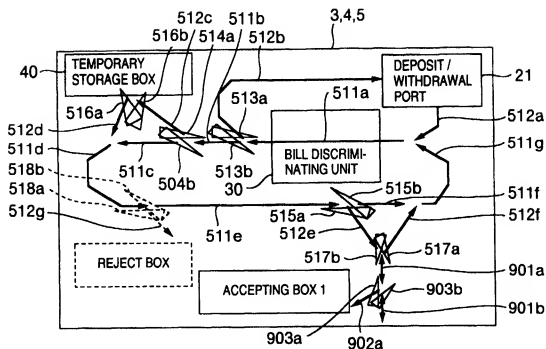 3,4,5
512c 511b
516b 514a 512b
40 TEMPORARY STORAGE BOX
DEPOSIT / WITHDRAWAL PORT 21
516a 513a 511a 512a
512d
511d 511g
511c 504b 513b 30 BILL DISCRIMI-
NATING UNIT
518b
518a 515b 511f
512g 515a
511e 512e 512f
REJECT BOX 517b 517a
901a
ACCEPTING BOX 1 903b
903a 902a 901b